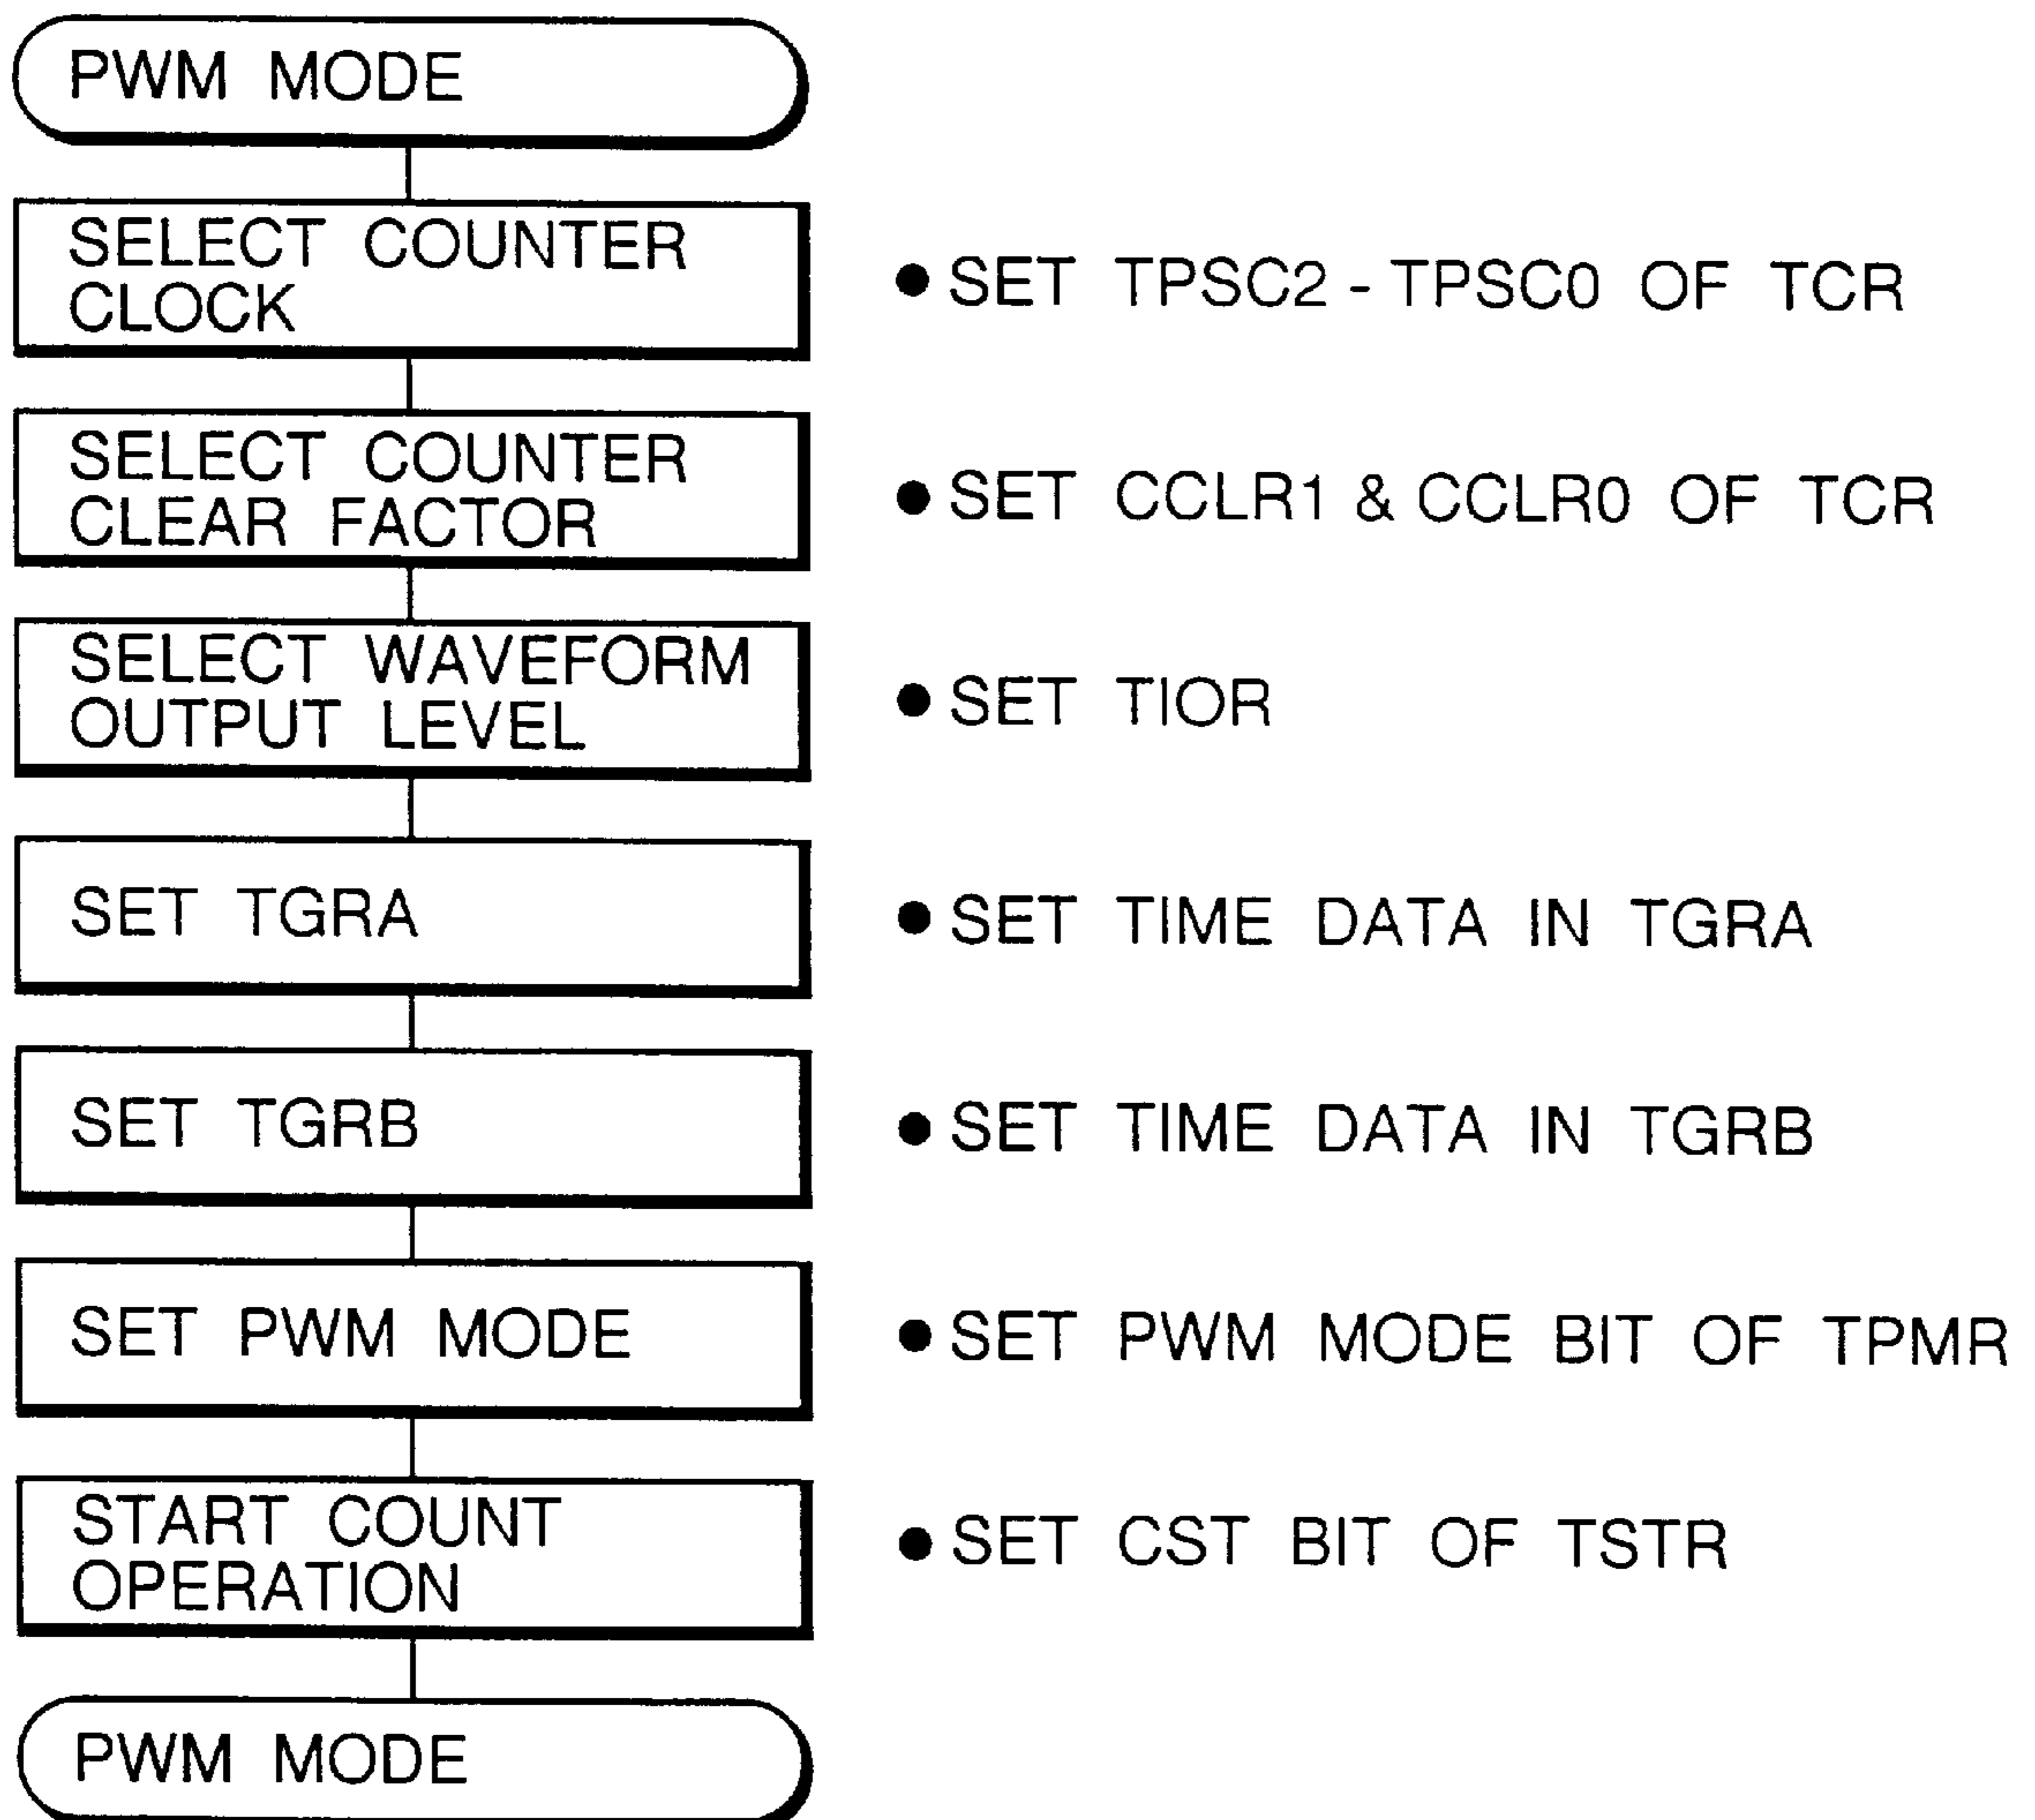 PWM MODE
SELECT COUNTER
CLOCK
● SET TPSC2 - TPSC0 OF TCR
SELECT COUNTER
CLEAR FACTOR
● SET CCLR1 & CCLR0 OF TCR
SELECT WAVEFORM
OUTPUT LEVEL
● SET TIOR
SET TGRA
● SET TIME DATA IN TGRA
SET TGRB
● SET TIME DATA IN TGRB
SET PWM MODE
● SET PWM MODE BIT OF TPMR
START COUNT
OPERATION
● SET CST BIT OF TSTR
PWM MODE